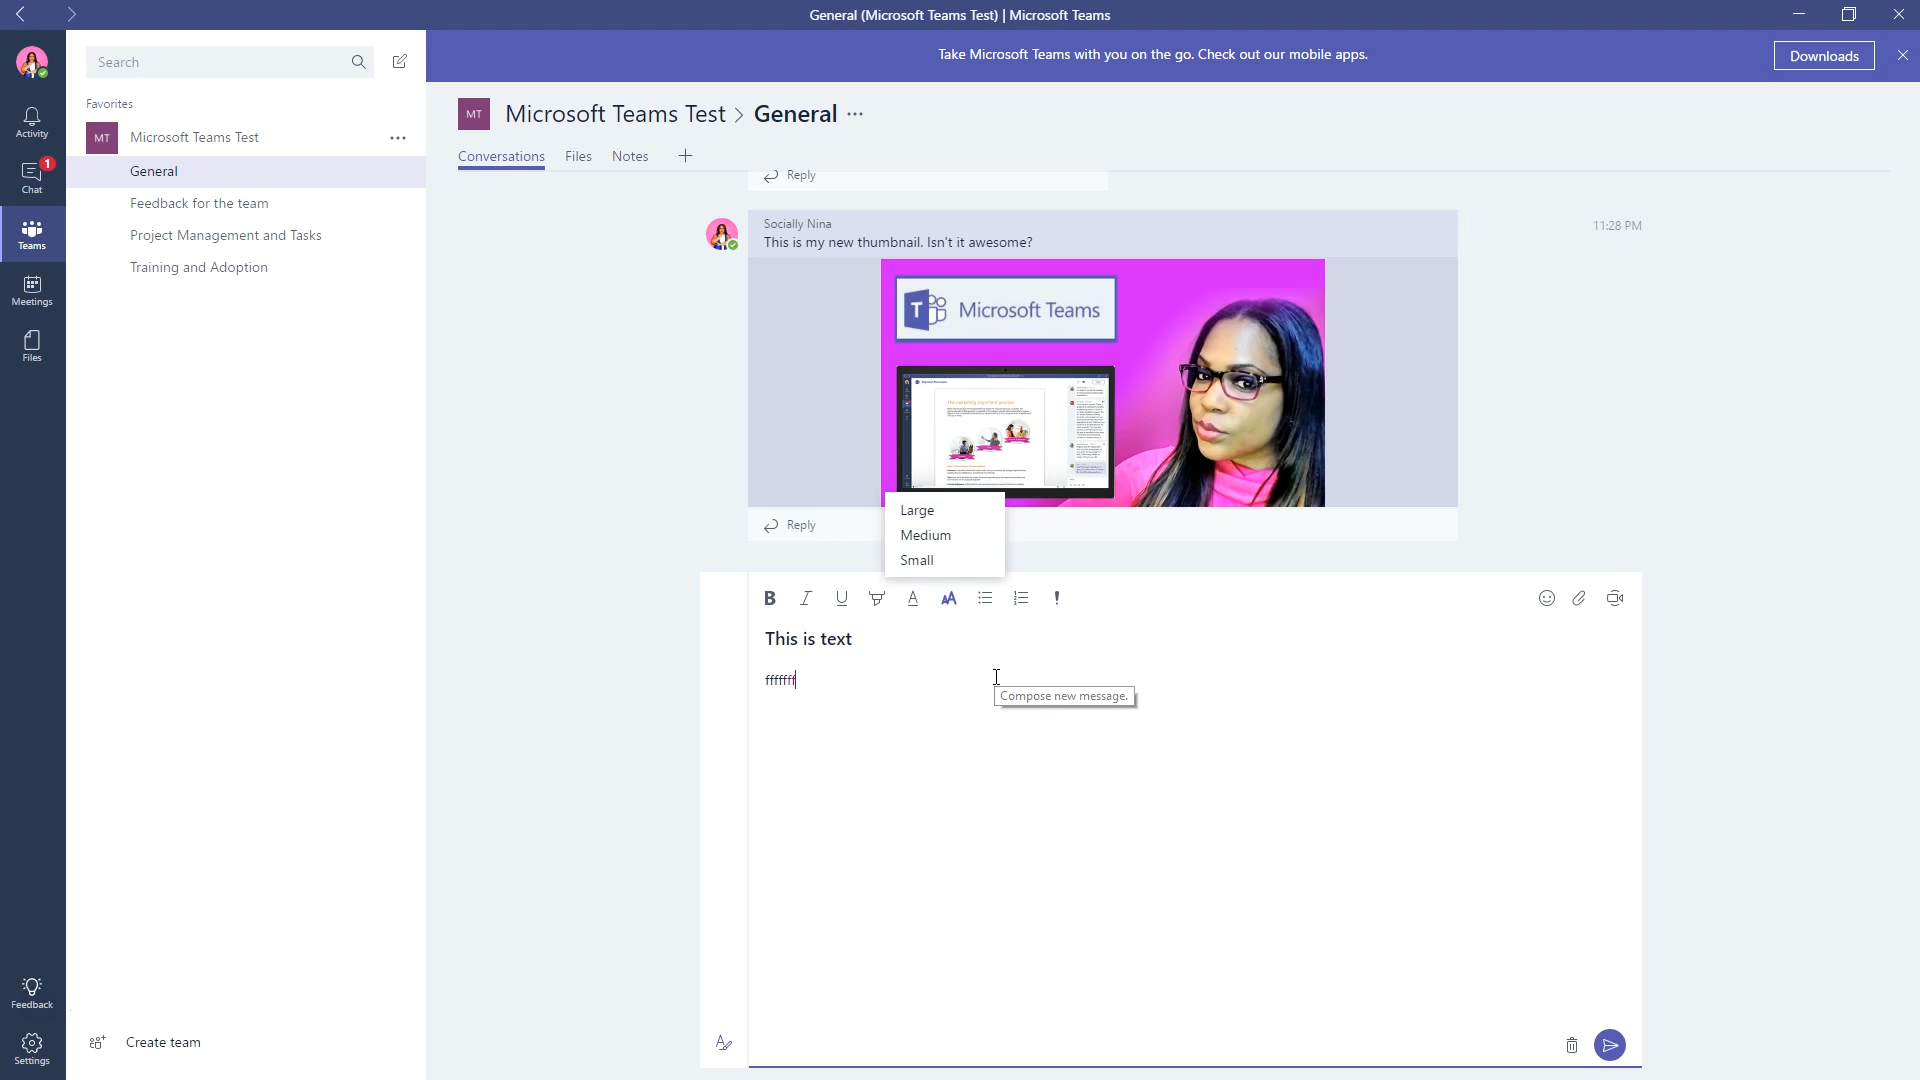 General (Microsoft Teams Test) | Microsoft Teams
Take Microsoft Teams with you on the go. Check out our mobile apps.
Downloads
Search
Activity
1
Chat
Teams
Meetings
Files
Feedback
Settings
Favorites
MT
Microsoft Teams Test
General
Feedback for the team
Project Management and Tasks
Training and Adoption
Create team
MT
Microsoft Teams Test > General
Conversations
Files
Notes
Reply
Socially Nina
11:28 PM
This is my new thumbnail. Isn't it awesome?
T
Microsoft Teams
Reply
Large
Medium
Small
This is text
fffffff
Compose new message.